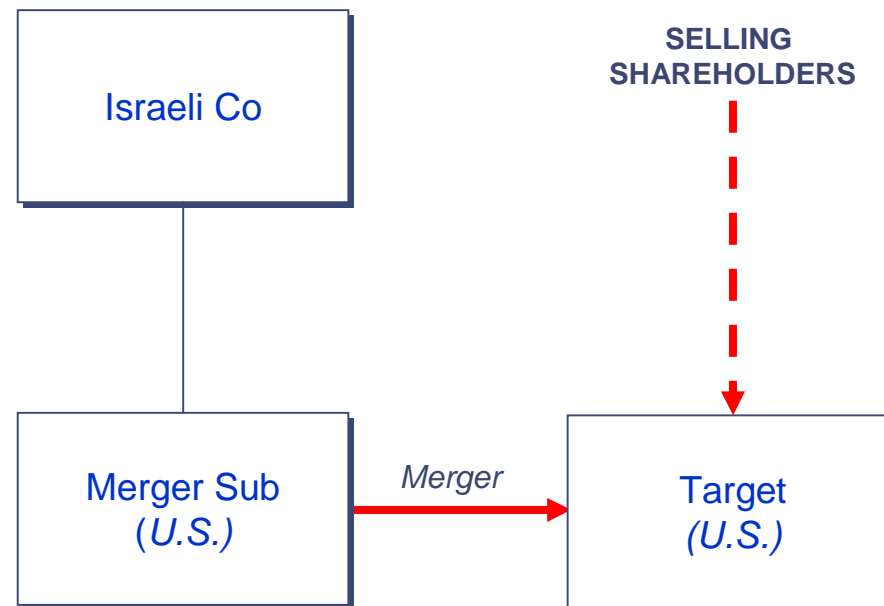 SELLING
SHAREHOLDERS
Israeli Co
Merger Sub
(U.S.)
Merger
Target
(U.S.)